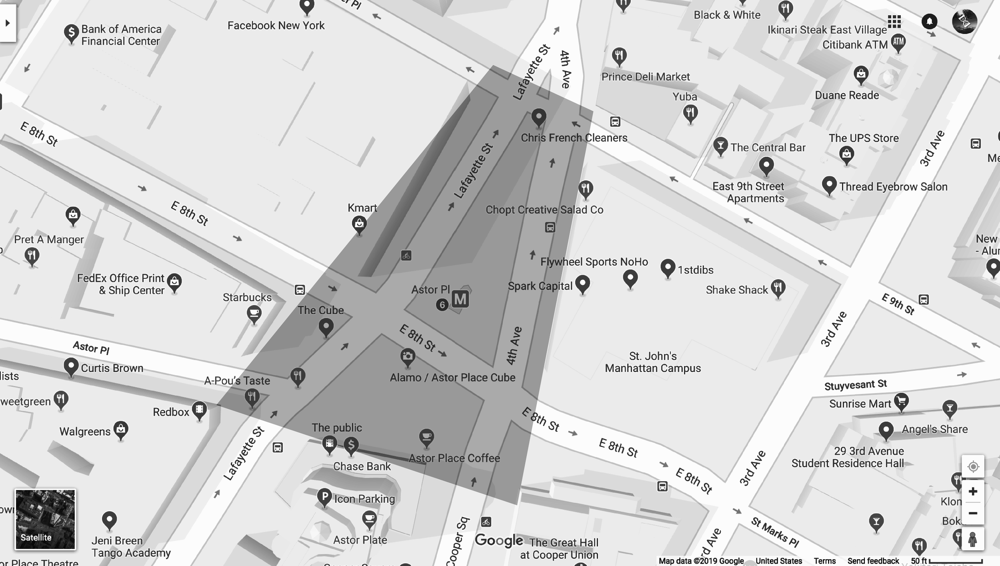 er Pl
Facebook New York
Bank of America
Financial Center
Black & White
Ikinari Steak East Village
Citibank ATM
ATM
Lafayette St
4th Ave
Prince Deli Market
Duane Reade
Yuba
E 8th St
Chris French Cleaners
The Central Bar
The UPS Store
3rd Ave
Me
Lafayette St
East 9th Street
Apartments
Thread Eyebrow Salon
Kmart
Chopt Creative Salad Co
E 8th St
Pret A Manger
New
- Alur
FedEx Office Print
& Ship Center
Starbucks
Astor Pl
6
M
Flywheel Sports NoHo
1stdibs
Spark Capital
Shake Shack
E 9th St
The Cube
E 8th St
4th Ave
3rd Ave
Astor Pl
Curtis Brown
lists
A-Pou's Taste
Alamo / Astor Place Cube
St. John's
Manhattan Campus
Stuyvesant St
weetgreen
Redbox
Walgreens
Sunrise Mart
Angel's Share
E 8th St
The public
Chase Bank
Astor Place Coffee
E 8th St
29 3rd Avenue
Student Residence Hall
Lafayette St
3rd Ave
E 8th St
P
Icon Parking
Klon
own
Satellite
Astor Plate
Boka
Jeni Breen
Tango Academy
Cooper Sq
Google
The Great Hall
at Cooper Union
St Marks Pl
rd Ave
or Place Theatre
Map data ©2019 Google
United States
Terms
Send feedback
50 ft